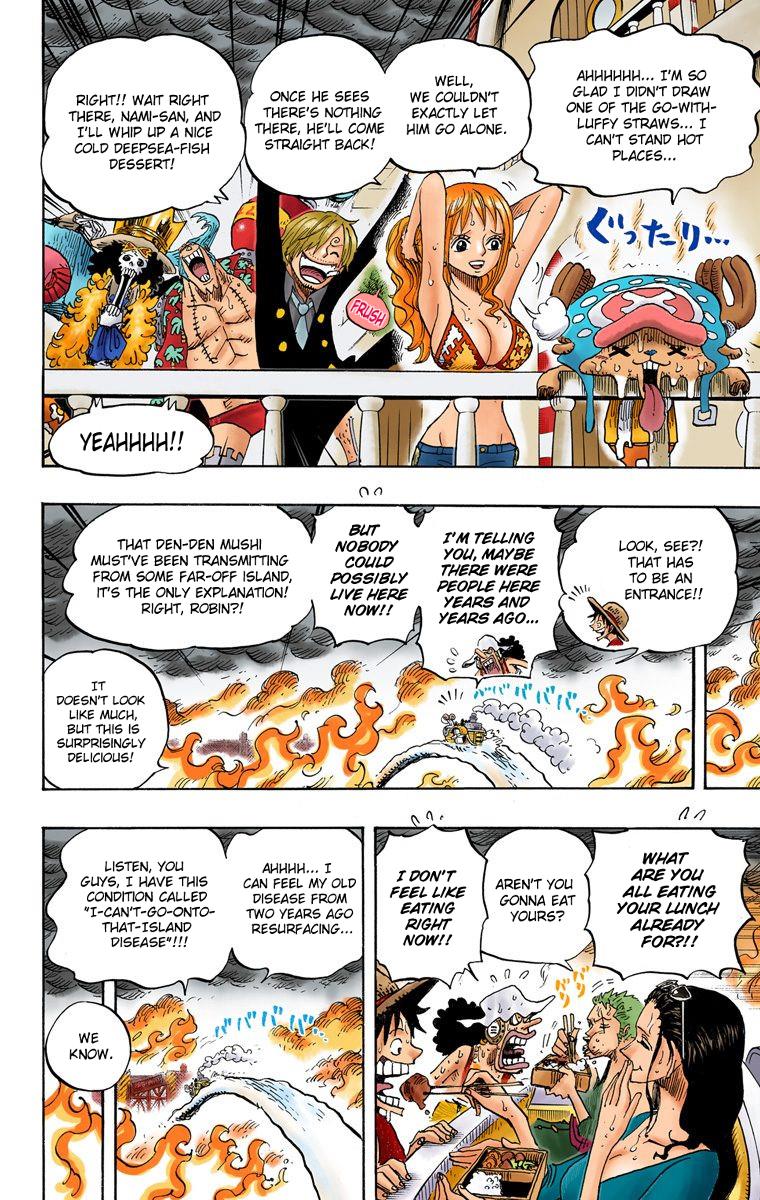 AHHHHHH... I'M SO
GLAD I DIDN'T DRAW
ONE OF THE GO-WITH-
LUFFY STRAWS... I
CAN'T STAND HOT
PLACES...
ぐったり...
WELL,
WE COULDN'T
EXACTLY LET
HIM GO ALONE.
ONCE HE SEES
THERE'S NOTHING
THERE, HE'LL COME
STRAIGHT BACK!
FRUSH
RIGHT!! WAIT RIGHT
THERE, NAMI-SAN, AND
I'LL WHIP UP A NICE
COLD DEEPSEA-FISH
DESSERT!
YEAHHHH!!
LOOK, SEE?!
THAT HAS
TO BE AN
ENTRANCE!!
I'M TELLING
YOU, MAYBE
THERE WERE
PEOPLE HERE
YEARS AND
YEARS AGO...
BUT
NOBODY
COULD
POSSIBLY
LIVE HERE
NOW!!
THAT DEN-DEN MUSHI
MUST'VE BEEN TRANSMITTING
FROM SOME FAR-OFF ISLAND,
IT'S THE ONLY EXPLANATION!
RIGHT, ROBIN?!
ババババ...
IT
DOESN'T LOOK
LIKE MUCH,
BUT THIS IS
SURPRISINGLY
DELICIOUS!
WHAT
ARE YOU
ALL EATING
YOUR LUNCH
ALREADY
FOR?!!
AREN'T YOU
GONNA EAT
YOURS?
I DON'T
FEEL LIKE
EATING
RIGHT
NOW!!
AHHHH... I
CAN FEEL MY OLD
DISEASE FROM
TWO YEARS AGO
RESURFACING...
LISTEN, YOU
GUYS, I HAVE THIS
CONDITION CALLED
"I-CAN'T-GO-ONTO-
THAT-ISLAND
DISEASE"!!!
ババババ...
WE
KNOW.